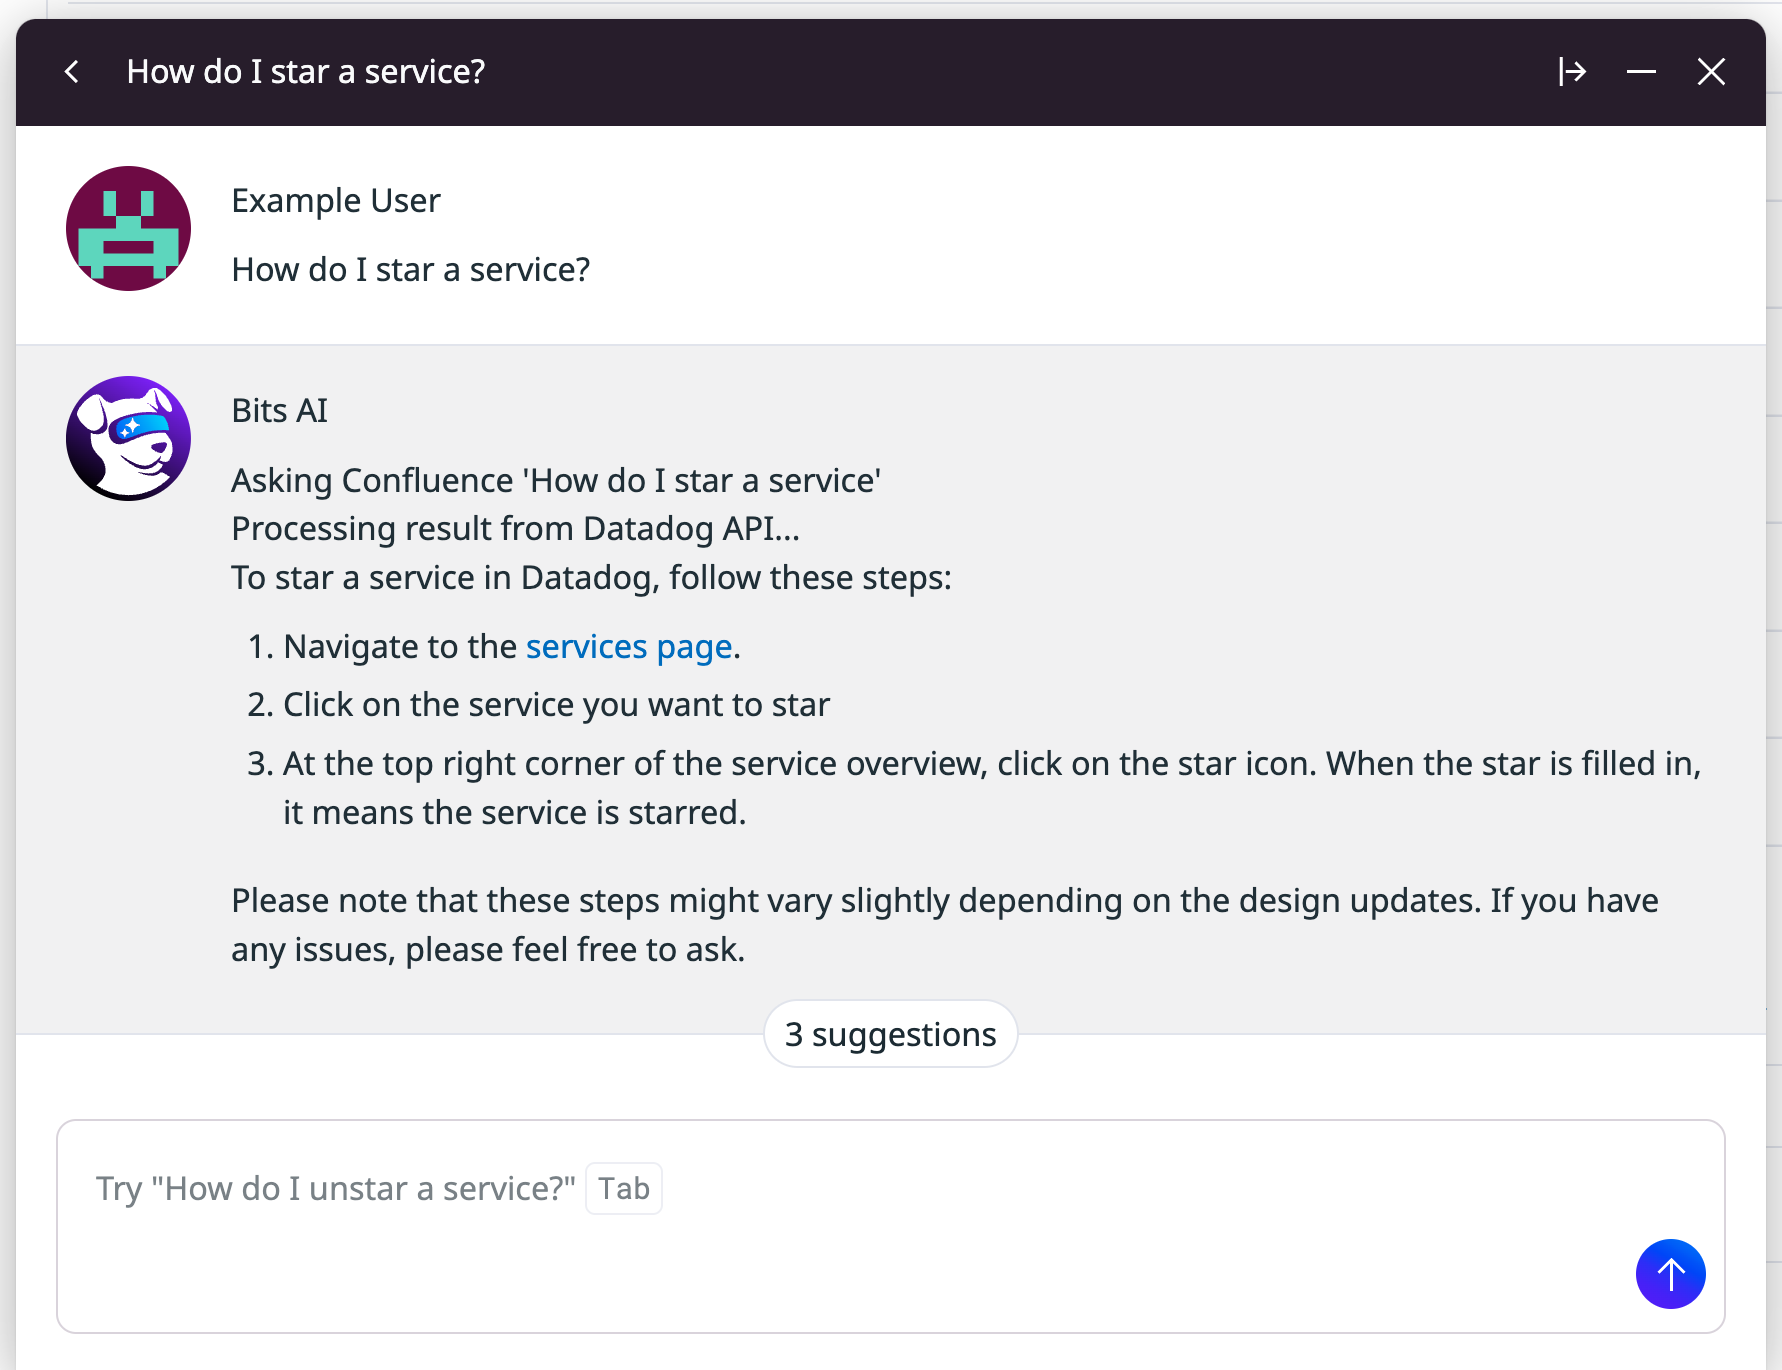 How do I star a service?
Example User
How do I star a service?
Bits AI
Asking Confluence 'How do I star a service'
Processing result from Datadog API...
To star a service in Datadog, follow these steps:
1. Navigate to the services page.
2. Click on the service you want to star
3. At the top right corner of the service overview, click on the star icon. When the star is filled in,
it means the service is starred.
Please note that these steps might vary slightly depending on the design updates. If you have
any issues, please feel free to ask.
3 suggestions
Try "How do I unstar a service?" Tab